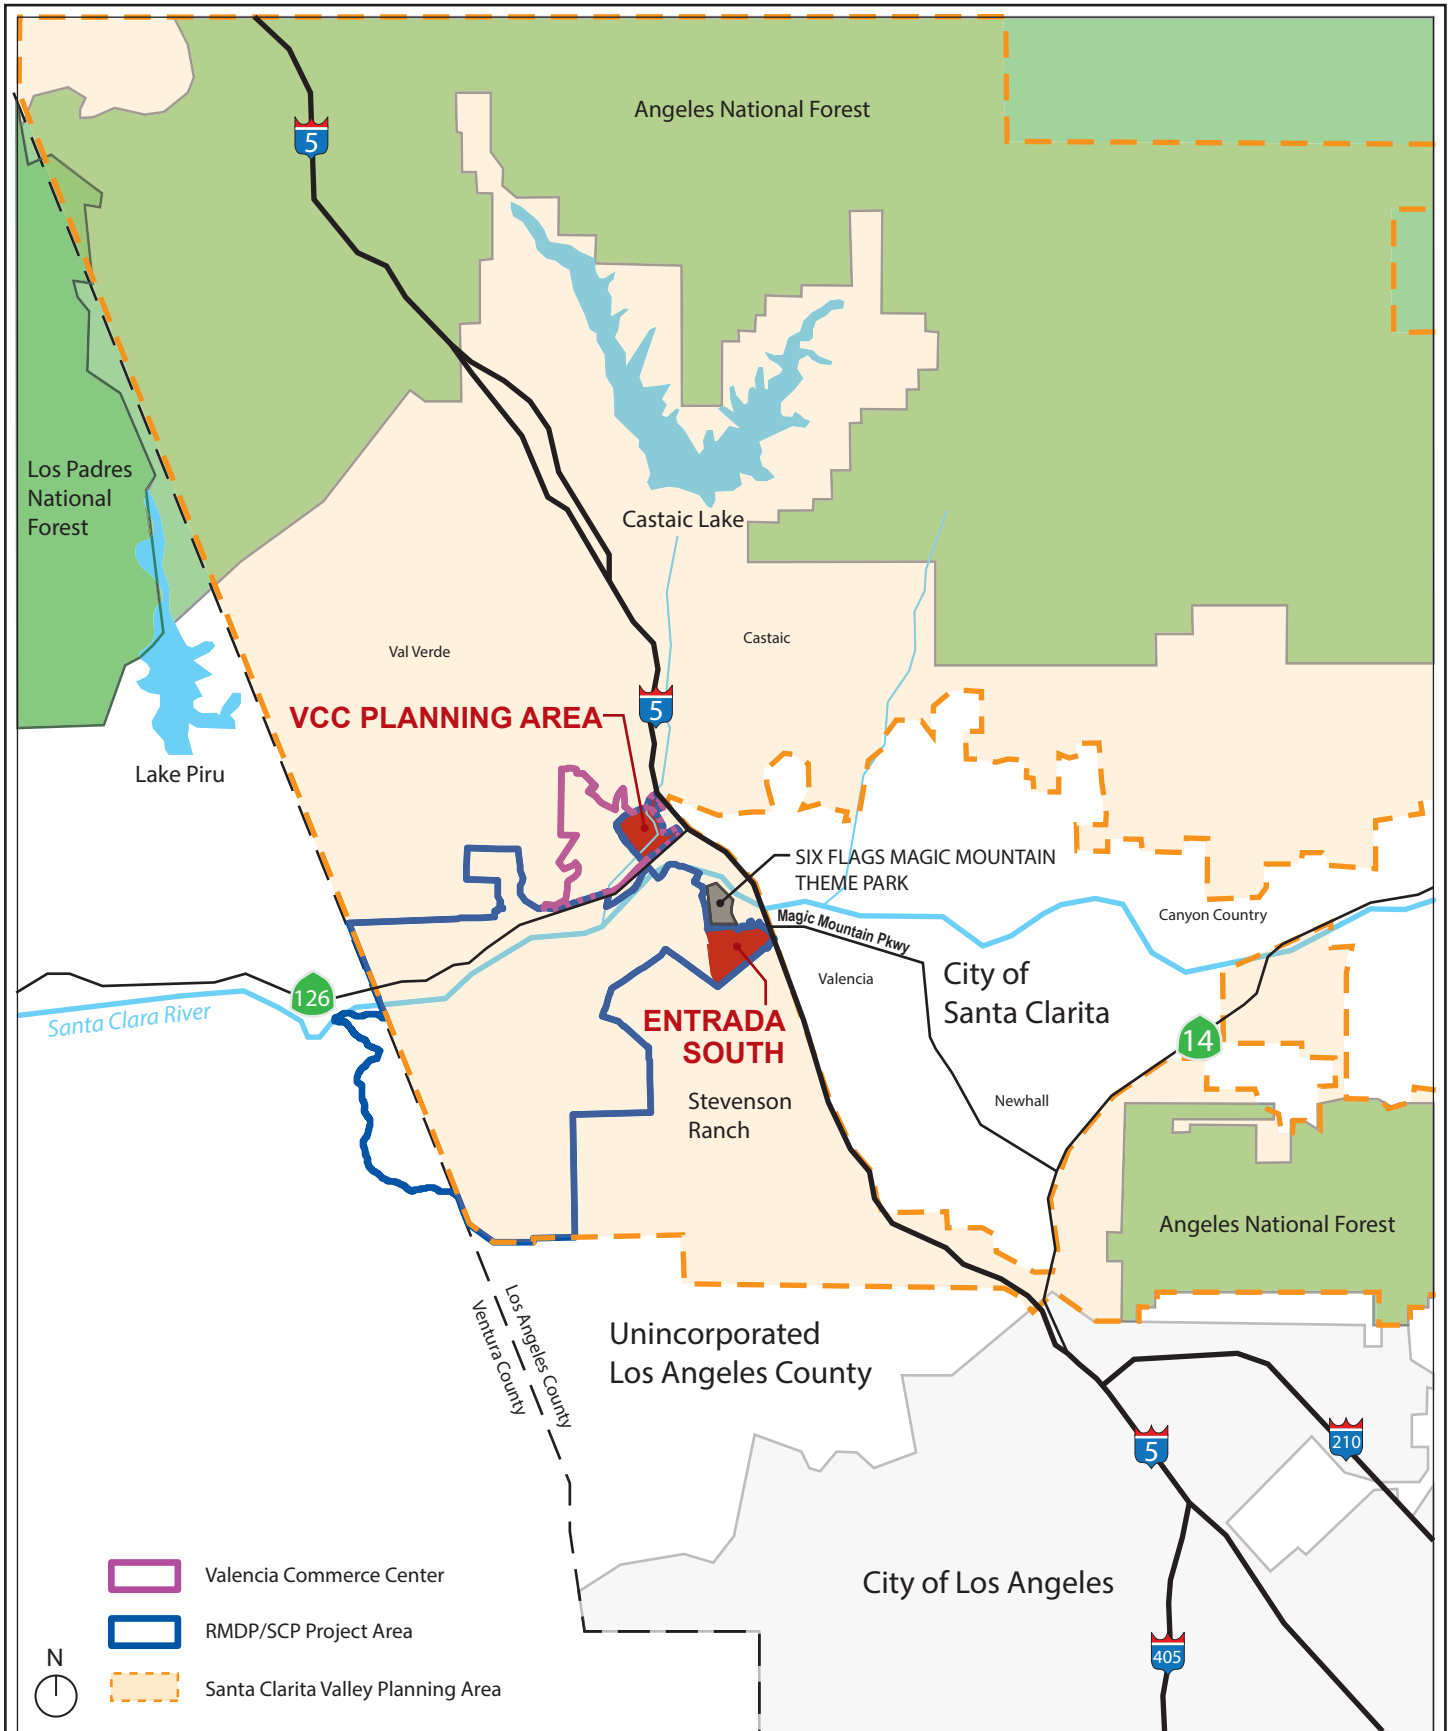 Angeles National Forest
5
Los Padres
National
Forest
Castaic Lake
Castaic
Val Verde
5
VCC PLANNING AREA
Lake Piru
SIX FLAGS MAGIC MOUNTAIN
THEME PARK
Magic Mountain Pkwy
Canyon Country
Valencia
City of
Santa Clarita
126
Santa Clara River
ENTRADA
SOUTH
14
Stevenson
Ranch
Newhall
Angeles National Forest
Los Angeles County
Ventura County
Unincorporated
Los Angeles County
5
210
City of Los Angeles
405
Valencia Commerce Center
RMDP/SCP Project Area
Santa Clarita Valley Planning Area
N